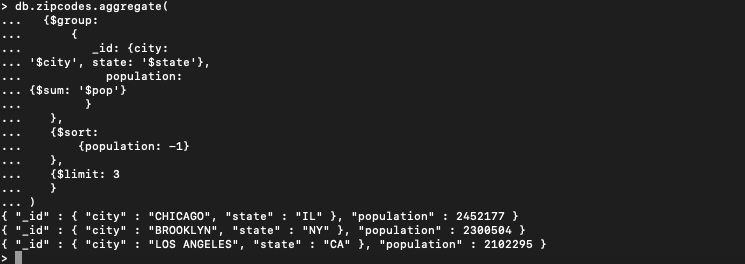 > db.zipcodes.aggregate(
...    {$group:
...        {
...           _id: {city:
... '$city', state: '$state'},
...             population:
... {$sum: '$pop'}
...          }
...     },
...     {$sort:
...         {population: -1}
...     },
...     {$limit: 3
...     }
... )
{ "_id" : { "city" : "CHICAGO", "state" : "IL" }, "population" : 2452177 }
{ "_id" : { "city" : "BROOKLYN", "state" : "NY" }, "population" : 2300504 }
{ "_id" : { "city" : "LOS ANGELES", "state" : "CA" }, "population" : 2102295 }
>